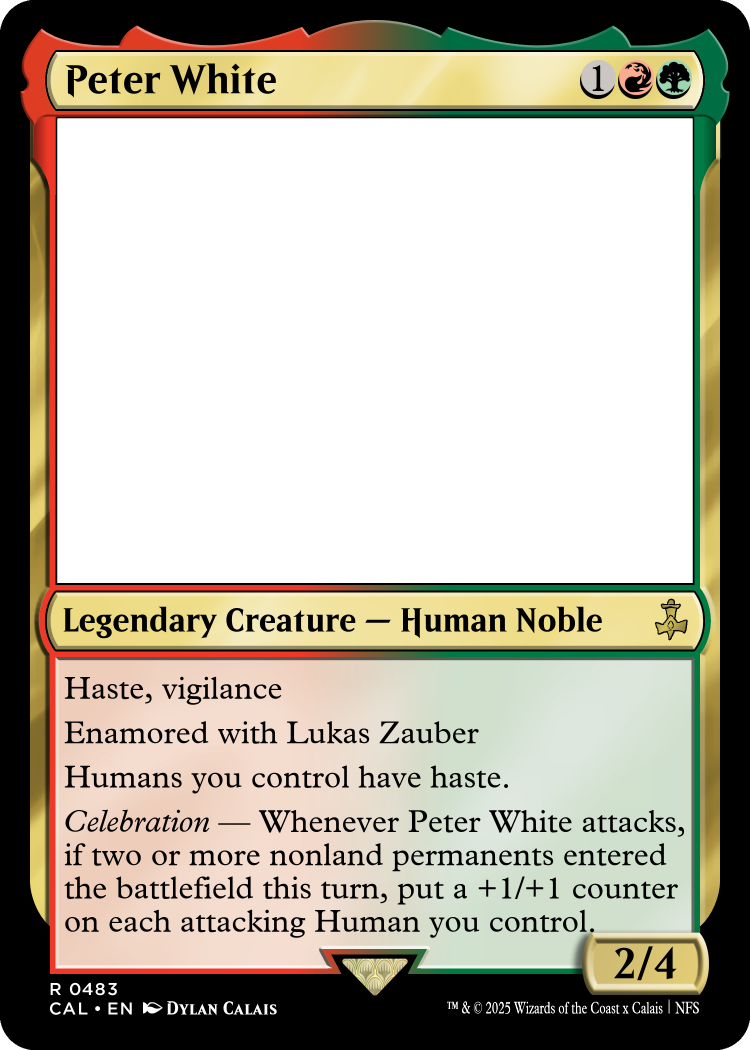 Peter White 1
Legendary Creature — Human Noble
Haste, vigilance
Enamored with Lukas Zauber
Humans you control have haste.
Celebration — Whenever Peter White attacks,
if two or more nonland permanents entered
the battlefield this turn, put a +1/+1 counter
on each attacking Human you control.
2/4
R 0483
CAL • EN Dylan Calais
™ & © 2025 Wizards of the Coast x Calais | NFS